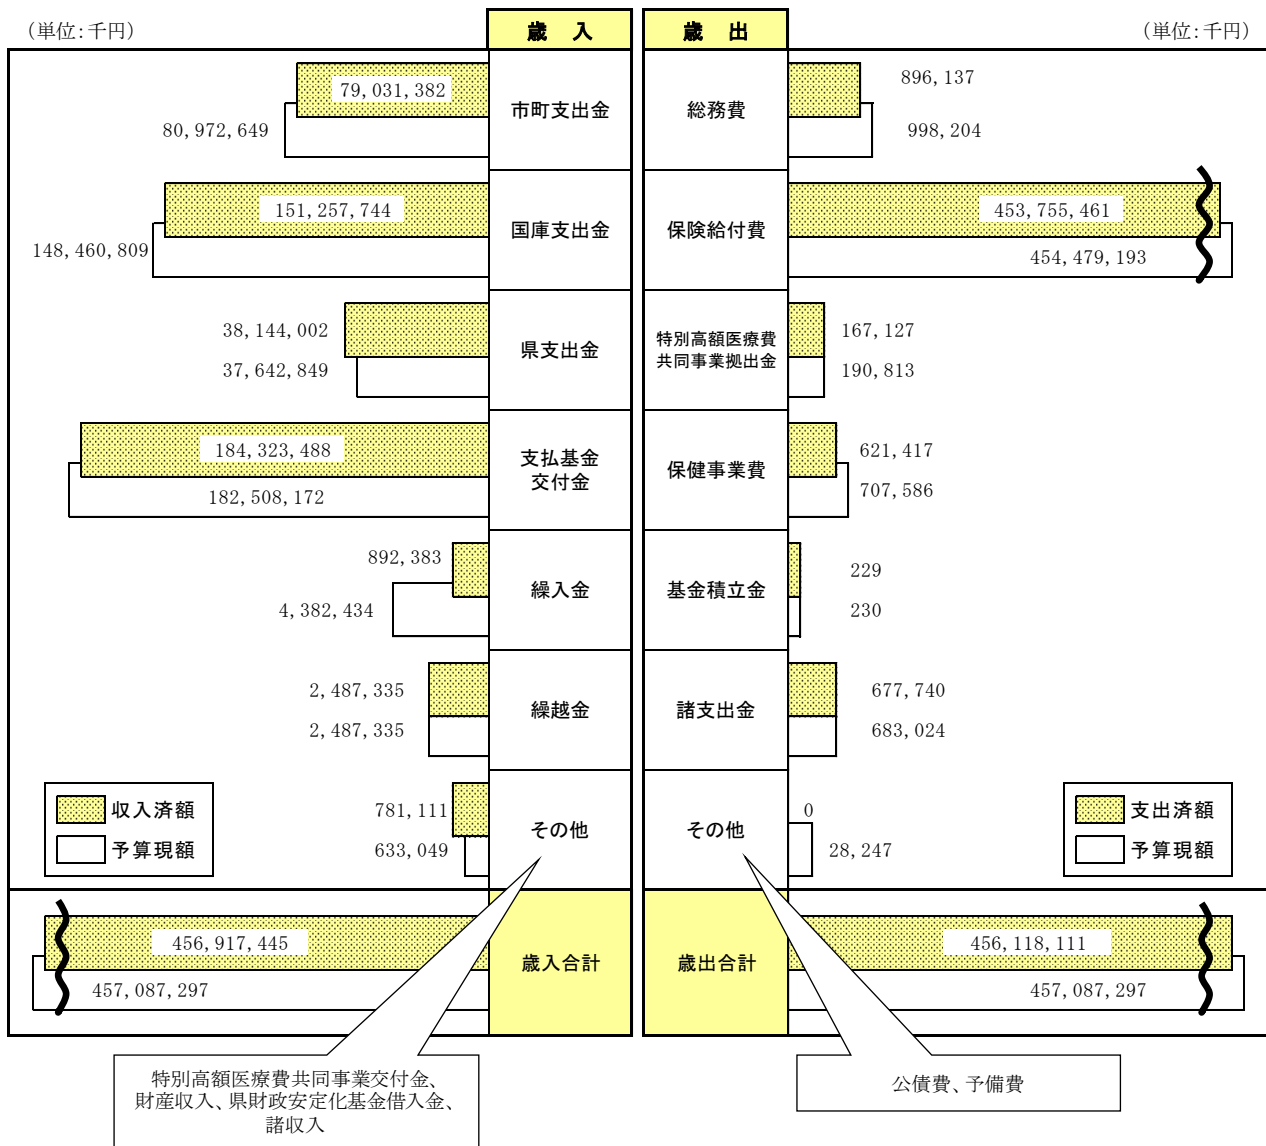 （単位：千円）
歳 入
歳 出
（単位：千円）
79,031,382
80,972,649
市町支出金
総務費
896,137
998,204
151,257,744
148,460,809
国庫支出金
保険給付費
453,755,461
454,479,193
38,144,002
37,642,849
県支出金
特別高額医療費
共同事業拠出金
167,127
190,813
184,323,488
182,508,172
支払基金
交付金
保健事業費
621,417
707,586
892,383
4,382,434
繰入金
基金積立金
229
230
2,487,335
2,487,335
繰越金
諸支出金
677,740
683,024
収入済額
予算現額
781,111
633,049
その他
その他
0
28,247
支出済額
予算現額
456,917,445
457,087,297
歳入合計
歳出合計
456,118,111
457,087,297
特別高額医療費共同事業交付金、
財産収入、県財政安定化基金借入金、
諸収入
公債費、予備費